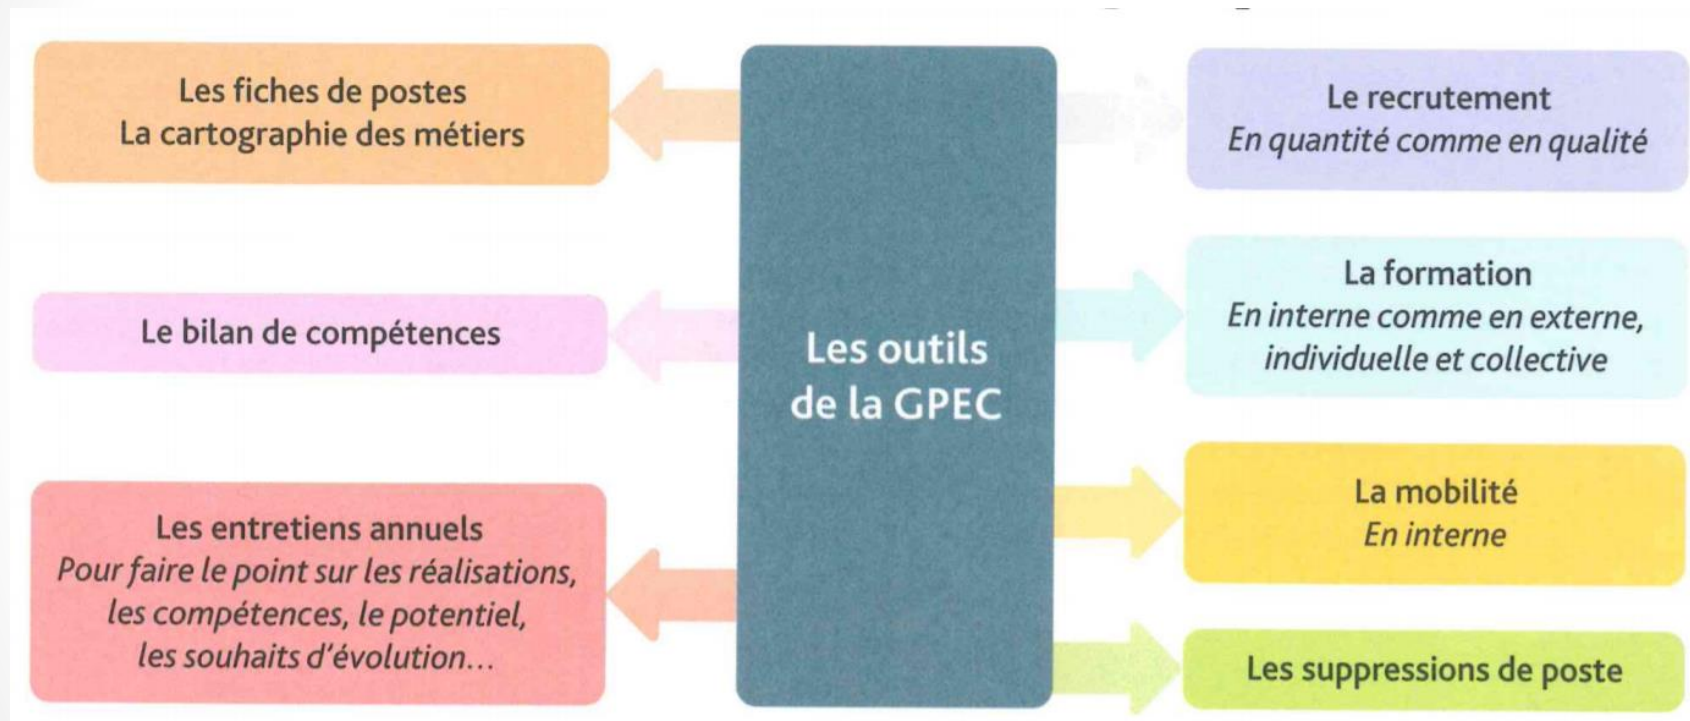 Les fiches de postes
La cartographie des métiers
Le bilan de compétences
Les entretiens annuels
Pour faire le point sur les réalisations,
les compétences, le potentiel,
les souhaits d'évolution...
Les outils
de la GPEC
Le recrutement
En quantité comme en qualité
La formation
En interne comme en externe,
individuelle et collective
La mobilité
En interne
Les suppressions de poste